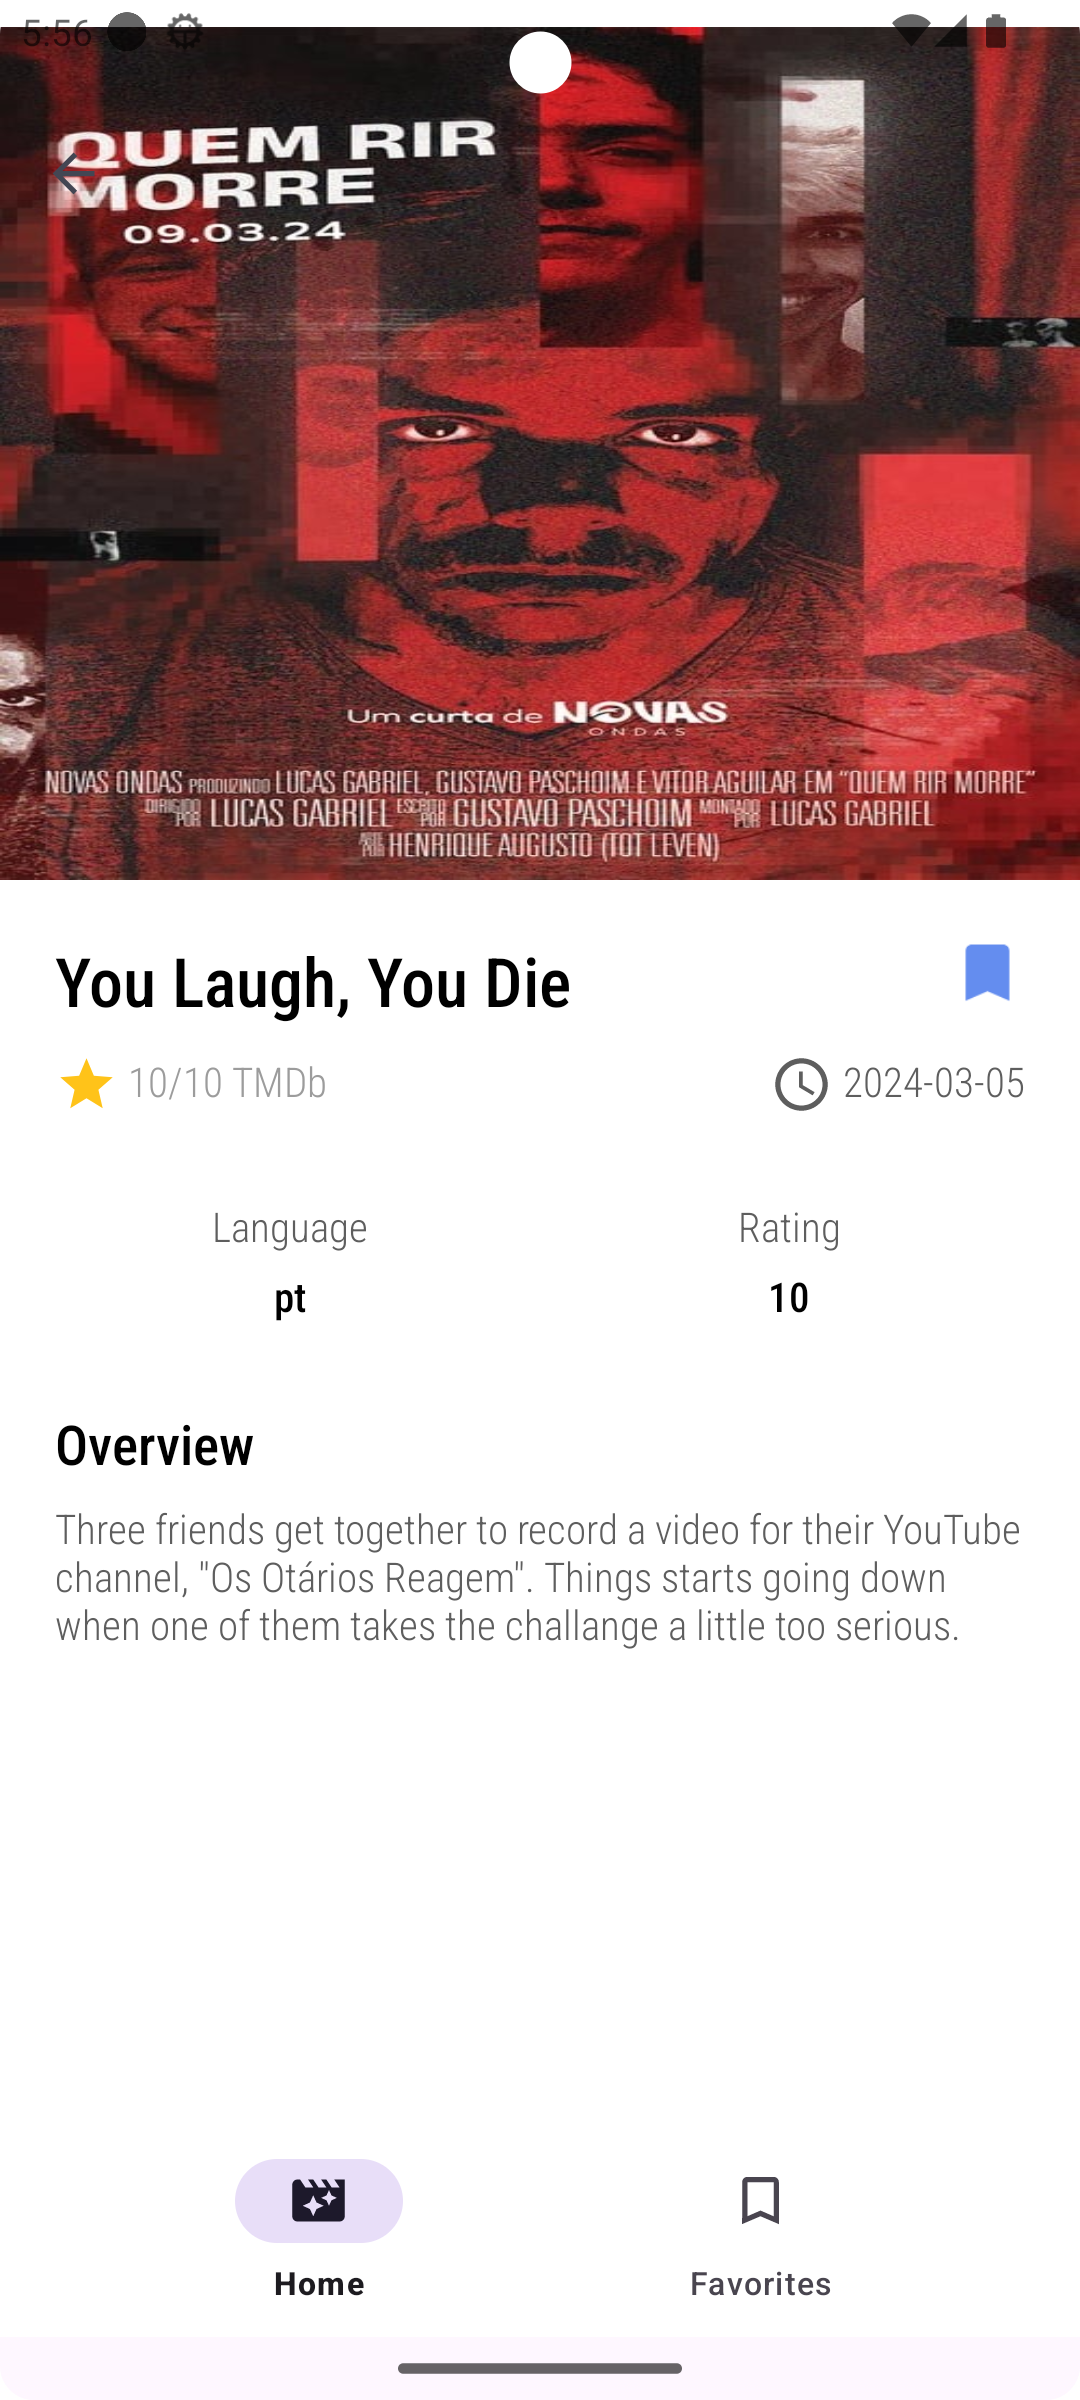 5:56
QUEM RIR
MORRE
09.03.24
Um curta de NOVAS
ONDAS
NOVAS ONDAS PRODUZINDO LUCAS GABRIEL, GUSTAVO PASCHOIM E VITOR AGUILAR EM “QUEM RIR MORRE”
DIRIGIDO POR LUCAS GABRIEL ESCRITO POR GUSTAVO PASCHOIM MONTADO POR LUCAS GABRIEL
HENRIQUE AUGUSTO (TOT LEVEN)
You Laugh, You Die
10/10 TMDb
2024-03-05
Language
Rating
pt
10
Overview
Three friends get together to record a video for their YouTube
channel, "Os Otários Reagem". Things starts going down
when one of them takes the challange a little too serious.
Home
Favorites